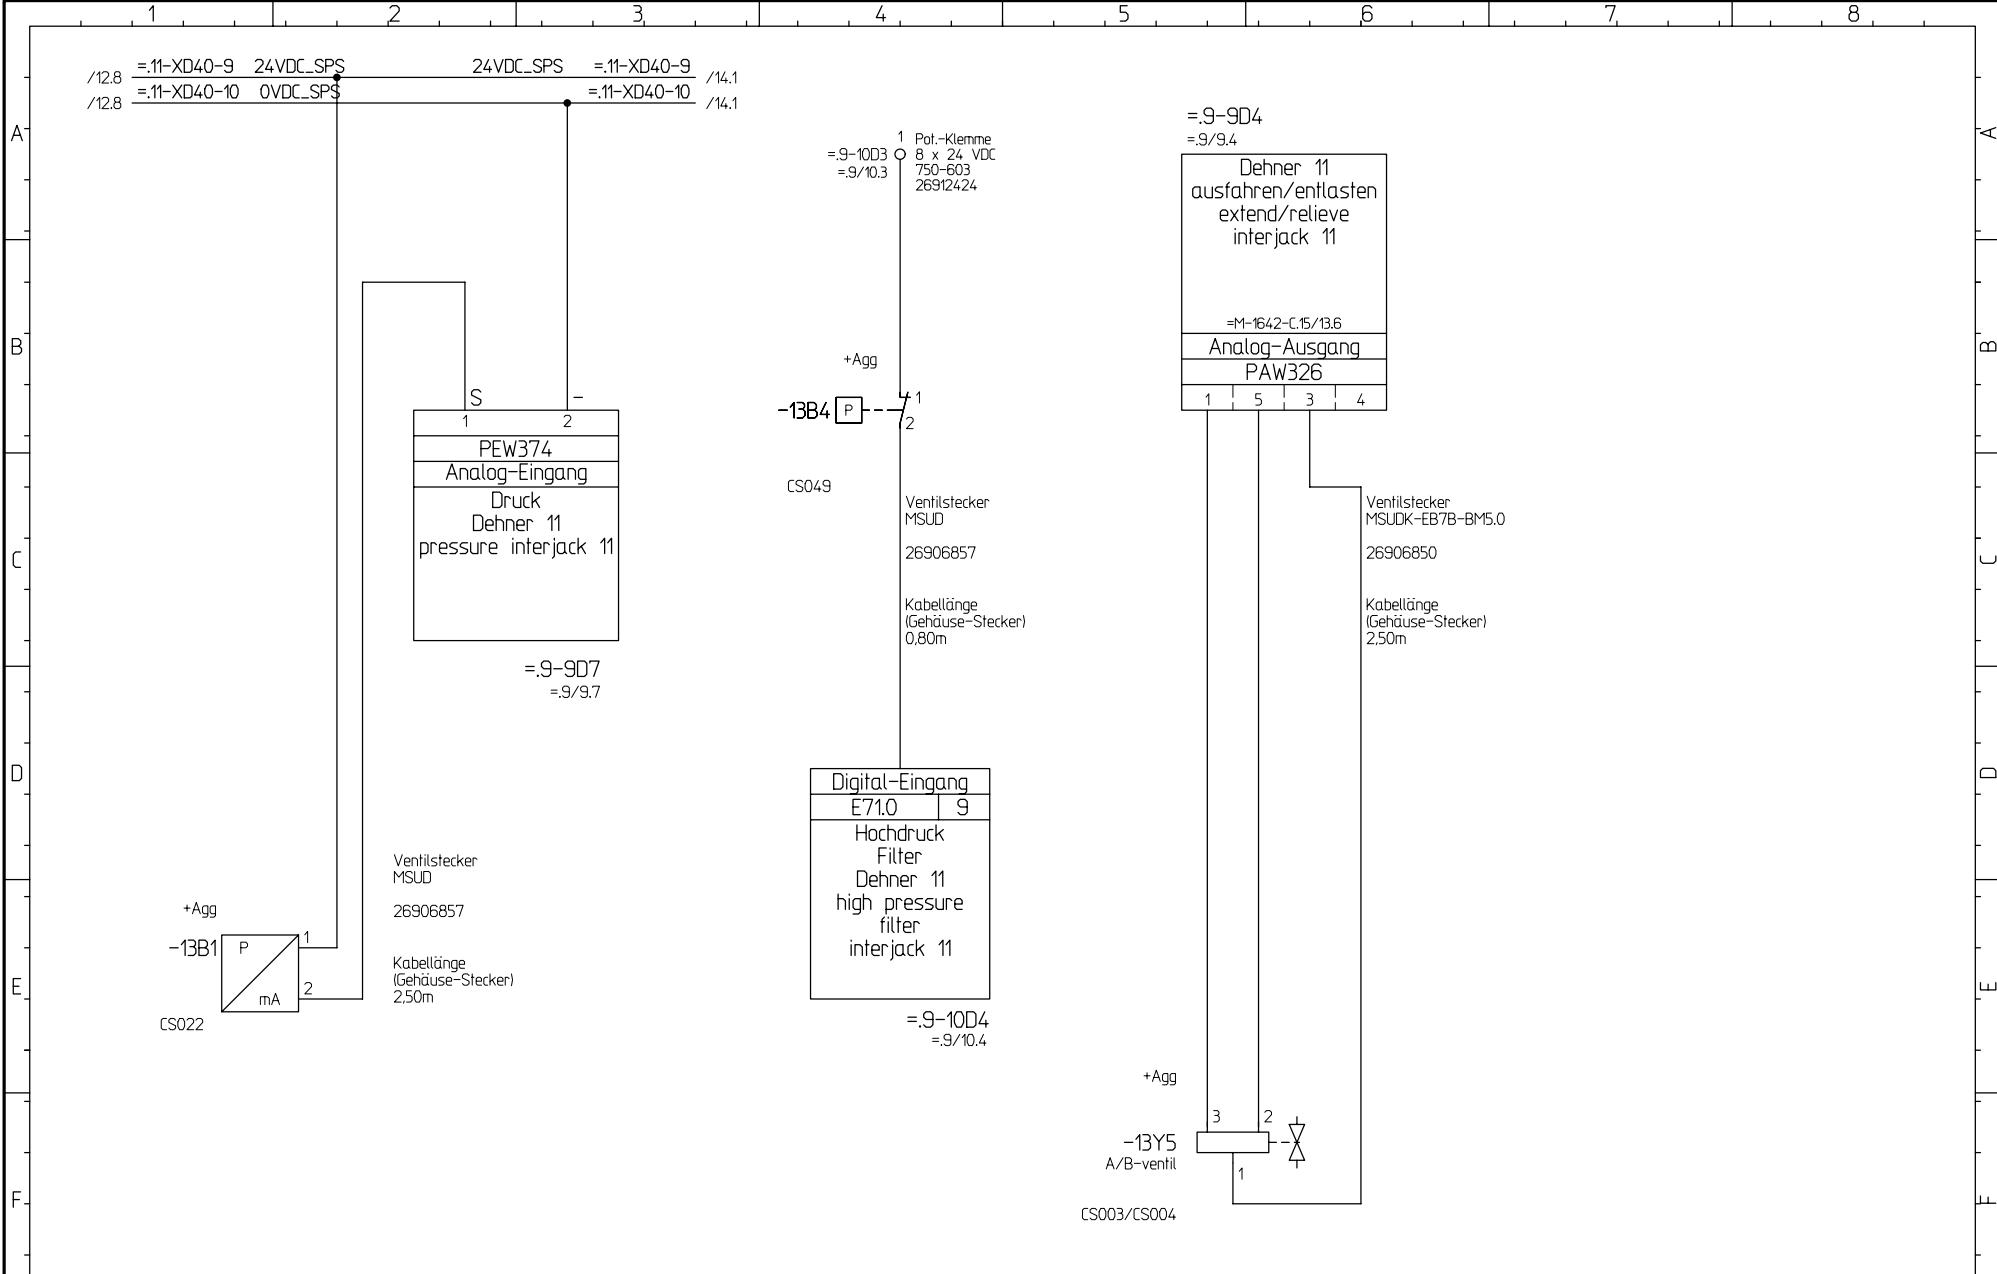 1 2 3 4 5 6 7 8
/12.8 =.11-XD40-9 24VDC_SPS 24VDC_SPS =.11-XD40-9 /14.1
/12.8 =.11-XD40-10 0VDC_SPS =.11-XD40-10 /14.1
A A
B B
C C
D D
E E
F F
S -
1 2
PEW374
Analog-Eingang
Druck
Dehner 11
pressure interjack 11
=.9-9D7
=.9/9.7
+Agg
-13B1
P
mA
1
2
CS022
Ventilstecker
MSUD
26906857
Kabellänge
(Gehäuse-Stecker)
2,50m
=.9-10D3
=.9/10.3
1
Pot.-Klemme
8 x 24 VDC
750-603
26912424
+Agg
-13B4 P
1
2
CS049
Ventilstecker
MSUD
26906857
Kabellänge
(Gehäuse-Stecker)
0,80m
Digital-Eingang
E71.0 9
Hochdruck
Filter
Dehner 11
high pressure
filter
interjack 11
=.9-10D4
=.9/10.4
=.9-9D4
=.9/9.4
Dehner 11
ausfahren/entlasten
extend/relieve
interjack 11
=M-1642-C.15/13.6
Analog-Ausgang
PAW326
1 5 3 4
Ventilstecker
MSUDK-EB7B-BM5.0
26906850
Kabellänge
(Gehäuse-Stecker)
2,50m
+Agg
3 2
-13Y5
A/B-ventil
1
CS003/CS004